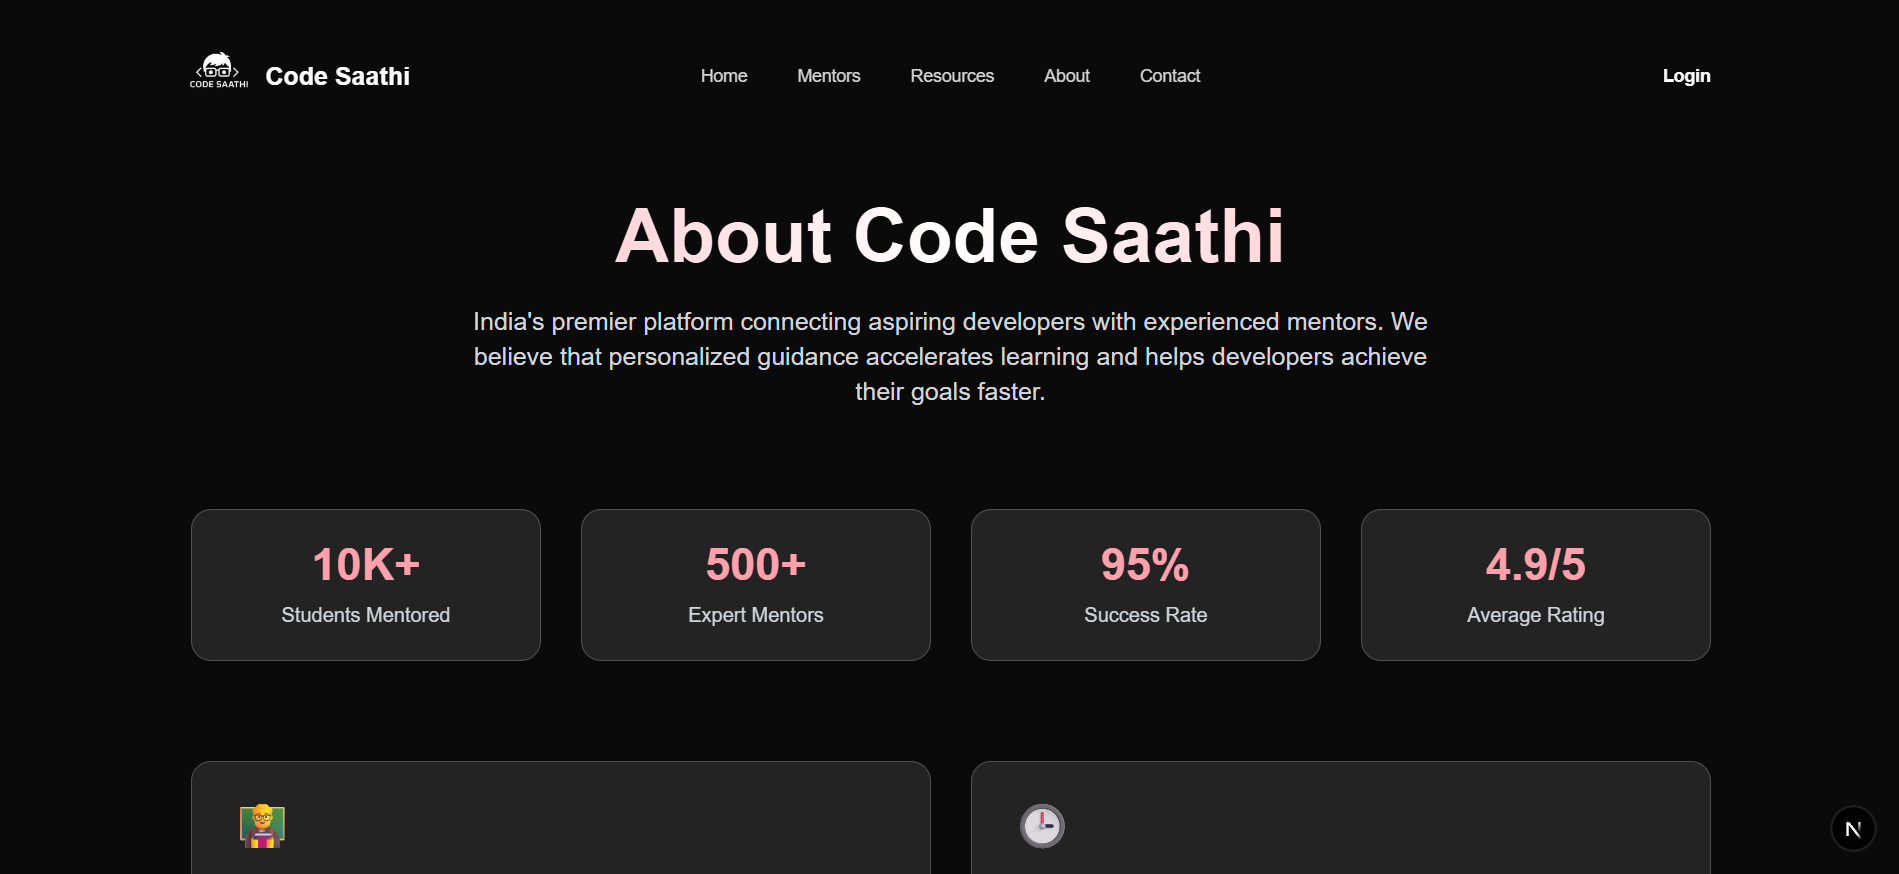 CODE SAATHI
Code Saathi
Home
Mentors
Resources
About
Contact
Login
About Code Saathi
India's premier platform connecting aspiring developers with experienced mentors. We
believe that personalized guidance accelerates learning and helps developers achieve
their goals faster.
10K+
Students Mentored
500+
Expert Mentors
95%
Success Rate
4.9/5
Average Rating
N